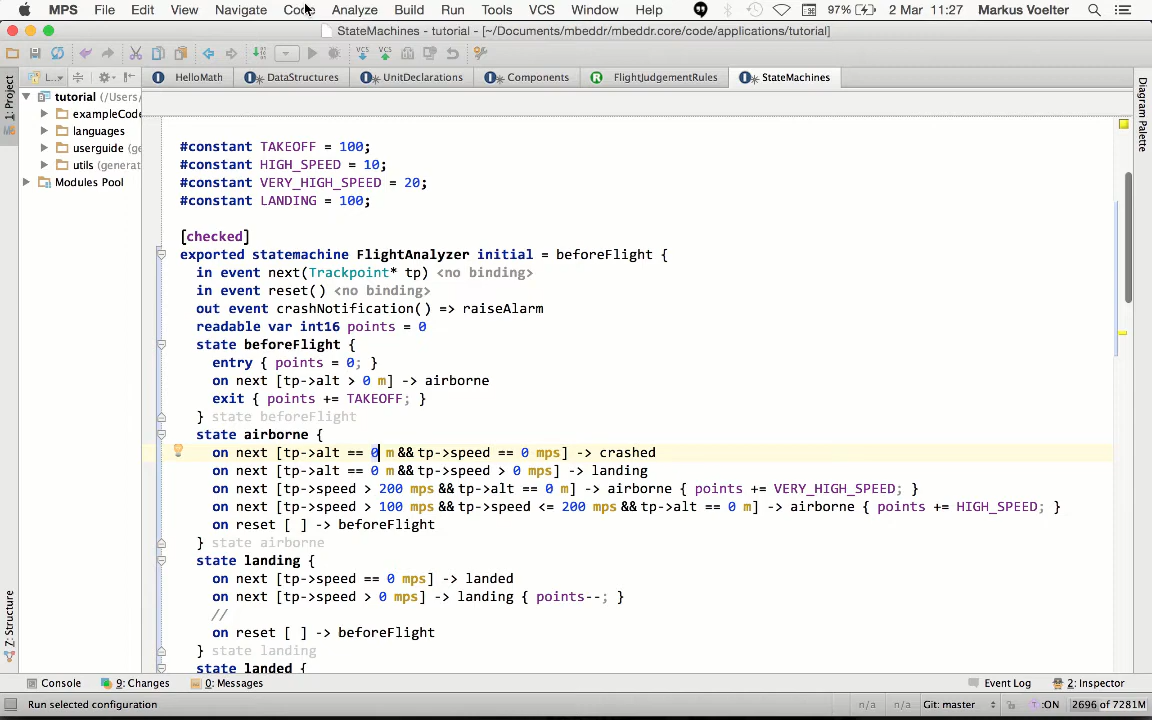 MPS File Edit View Navigate Code Analyze Build Run Tools VCS Window Help 97% 2 Mar 11:27 Markus Voelter
StateMachines - tutorial - [~/Documents/mbeddr/mbeddr.core/code/applications/tutorial]
L... HelloMath DataStructures UnitDeclarations Components FlightJudgementRules StateMachines
1: Project
tutorial (/Users/
exampleCode
languages
userguide (ge
utils (generat
Modules Pool
Z: Structure
Diagram Palette
#constant TAKEOFF = 100;
#constant HIGH_SPEED = 10;
#constant VERY_HIGH_SPEED = 20;
#constant LANDING = 100;
[checked]
exported statemachine FlightAnalyzer initial = beforeFlight {
in event next(Trackpoint* tp) <no binding>
in event reset() <no binding>
out event crashNotification() => raiseAlarm
readable var int16 points = 0
state beforeFlight {
entry { points = 0; }
on next [tp->alt > 0 m] -> airborne
exit { points += TAKEOFF; }
} state beforeFlight
state airborne {
on next [tp->alt == 0 m && tp->speed == 0 mps] -> crashed
on next [tp->alt == 0 m && tp->speed > 0 mps] -> landing
on next [tp->speed > 200 mps && tp->alt == 0 m] -> airborne { points += VERY_HIGH_SPEED; }
on next [tp->speed > 100 mps && tp->speed <= 200 mps && tp->alt == 0 m] -> airborne { points += HIGH_SPEED; }
on reset [ ] -> beforeFlight
} state airborne
state landing {
on next [tp->speed == 0 mps] -> landed
on next [tp->speed > 0 mps] -> landing { points--; }
//
on reset [ ] -> beforeFlight
} state landing
state landed {
Console 9: Changes 0: Messages Event Log 2: Inspector
Run selected configuration n/a n/a Git: master T:ON 2696 of 7281M